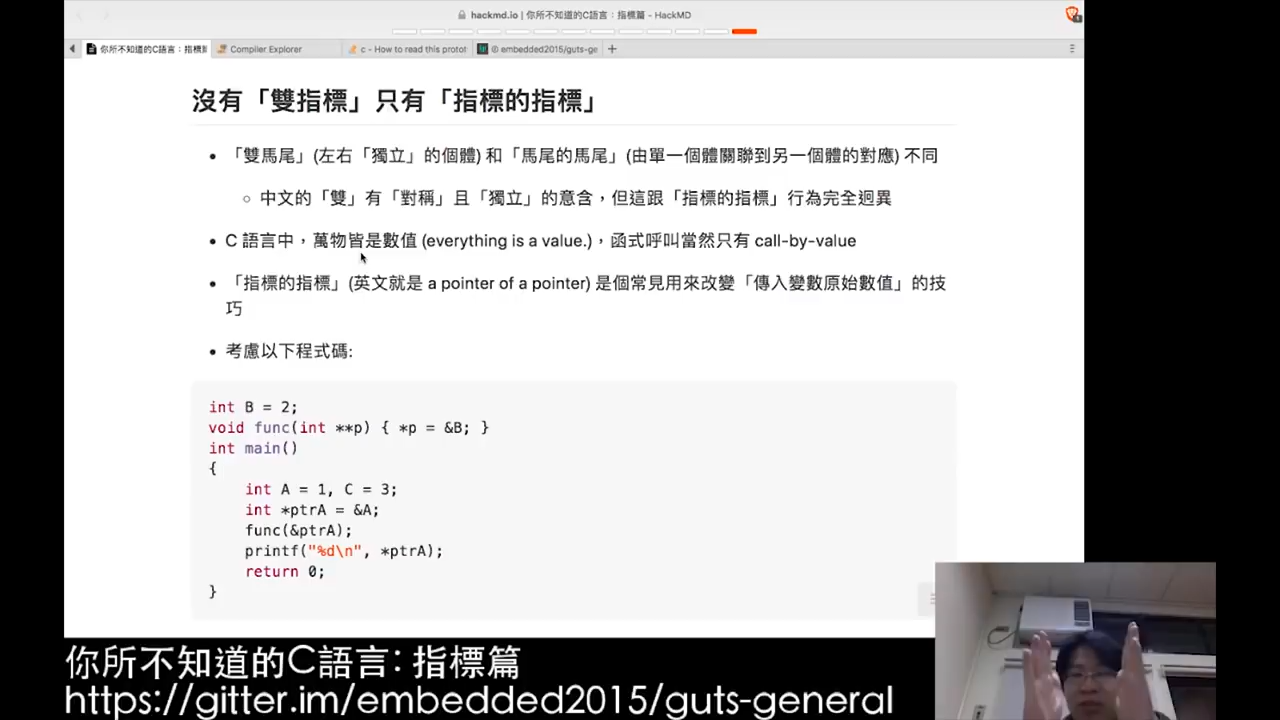 hackmd.io | 你所不知道的C語言：指標篇 - HackMD
你所不知道的C語言：指標篇
Compiler Explorer
c - How to read this protot
embedded2015/guts-ge
沒有「雙指標」只有「指標的指標」
「雙馬尾」(左右「獨立」的個體) 和「馬尾的馬尾」(由單一個體關聯到另一個體的對應) 不同
中文的「雙」有「對稱」且「獨立」的意含，但這跟「指標的指標」行為完全迥異
C 語言中，萬物皆是數值 (everything is a value.)，函式呼叫當然只有 call-by-value
「指標的指標」(英文就是 a pointer of a pointer) 是個常見用來改變「傳入變數原始數值」的技
巧
考慮以下程式碼:
int B = 2;
void func(int **p) { *p = &B; }
int main()
{
int A = 1, C = 3;
int *ptrA = &A;
func(&ptrA);
printf("%d\n", *ptrA);
return 0;
}
你所不知道的C語言: 指標篇
https://gitter.im/embedded2015/guts-general